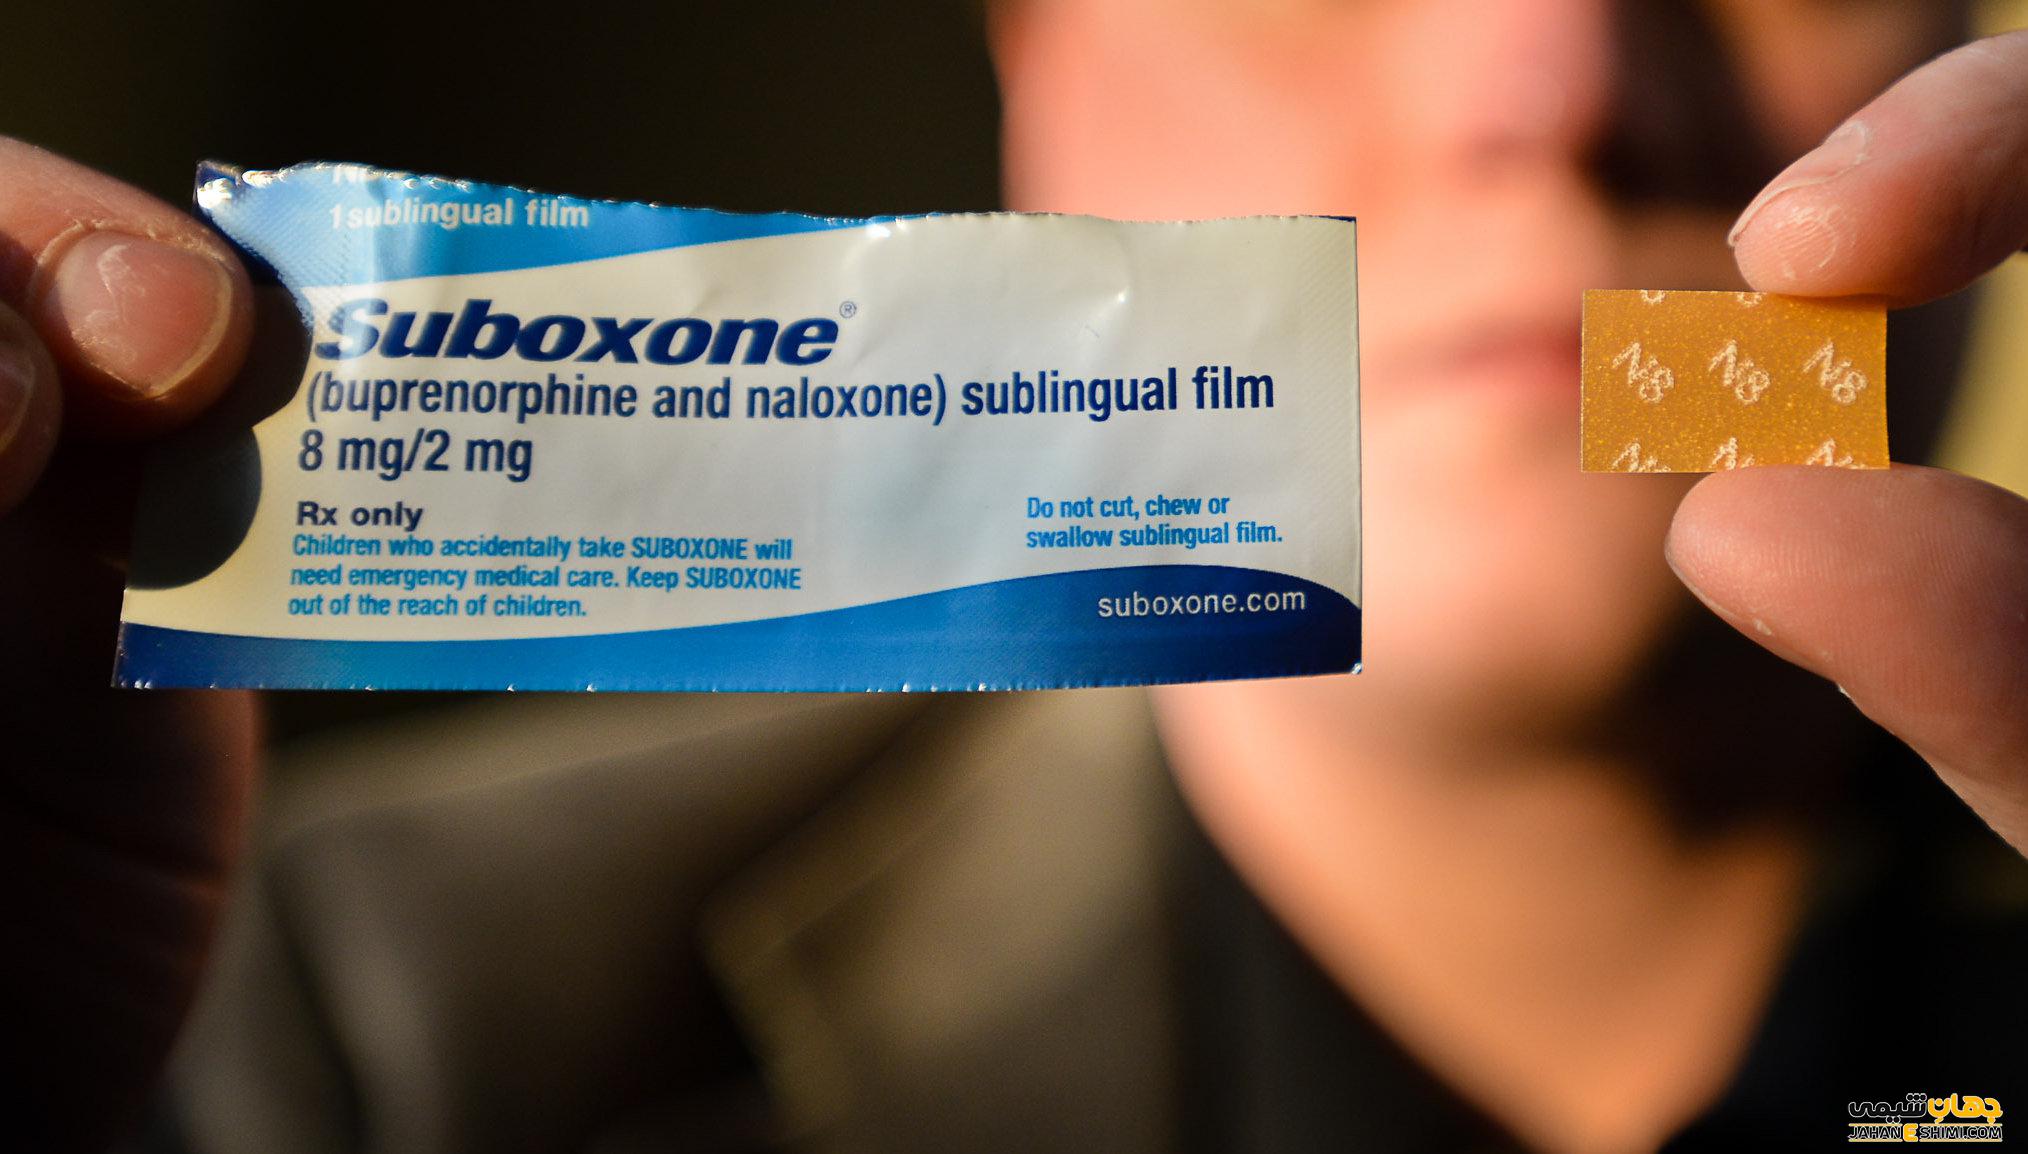 1 sublingual film
Suboxone®
(buprenorphine and naloxone) sublingual film
8 mg/2 mg
Rx only
Children who accidentally take SUBOXONE will
need emergency medical care. Keep SUBOXONE
out of the reach of children.
Do not cut, chew or
swallow sublingual film.
suboxone.com
N8 N8 N8
جهان شیمی
JAHANESHIMI.COM